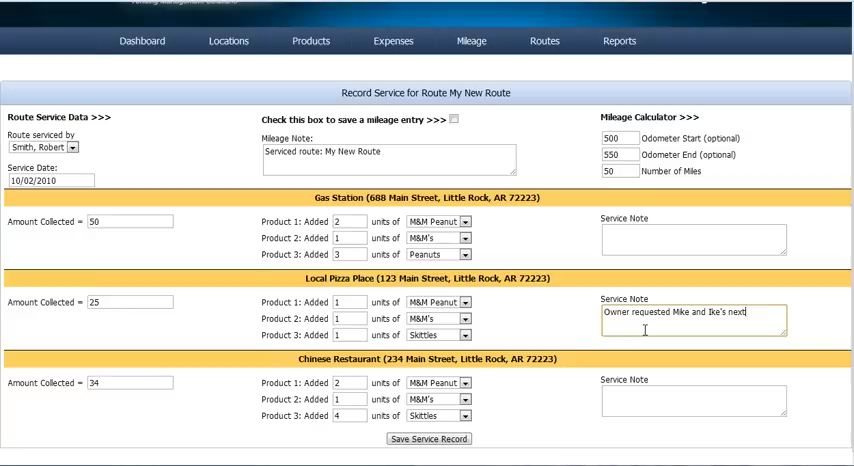 Dashboard Locations Products Expenses Mileage Routes Reports
Record Service for Route My New Route
Route Service Data >>>
Route serviced by
Smith, Robert
Service Date:
10/02/2010
Check this box to save a mileage entry >>>
Mileage Note:
Serviced route: My New Route
Mileage Calculator >>>
500 Odometer Start (optional)
550 Odometer End (optional)
50 Number of Miles
Gas Station (688 Main Street, Little Rock, AR 72223)
Amount Collected = 50
Product 1: Added 2 units of M&M Peanut
Product 2: Added 1 units of M&M's
Product 3: Added 3 units of Peanuts
Service Note
Local Pizza Place (123 Main Street, Little Rock, AR 72223)
Amount Collected = 25
Product 1: Added 1 units of M&M Peanut
Product 2: Added 1 units of M&M's
Product 3: Added 1 units of Skittles
Service Note
Owner requested Mike and Ike's next
Chinese Restaurant (234 Main Street, Little Rock, AR 72223)
Amount Collected = 34
Product 1: Added 2 units of M&M Peanut
Product 2: Added 1 units of M&M's
Product 3: Added 4 units of Skittles
Service Note
Save Service Record